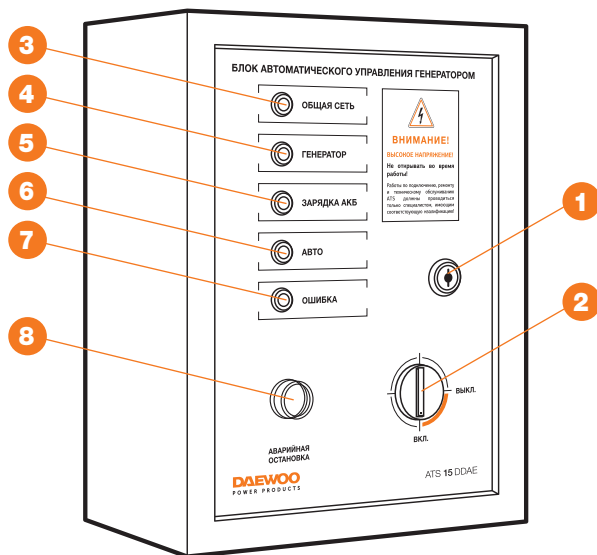 БЛОК АВТОМАТИЧЕСКОГО УПРАВЛЕНИЯ ГЕНЕРАТОРОМ
3
ОБЩАЯ СЕТЬ
4
ГЕНЕРАТОР
5
ЗАРЯДКА АКБ
6
АВТО
7
ОШИБКА
8
АВАРИЙНАЯ
ОСТАНОВКА
ВНИМАНИЕ!
ВЫСОКОЕ НАПРЯЖЕНИЕ!
Не открывать во время
работы!
Работы по подключению, ремонту
и техническому обслуживанию
ATS должны проводиться
только специалистом, имеющим
соответствующую квалификацию!
1
2
ВЫКЛ.
ВКЛ.
DAEWOO
POWER PRODUCTS
ATS 15 DDAE